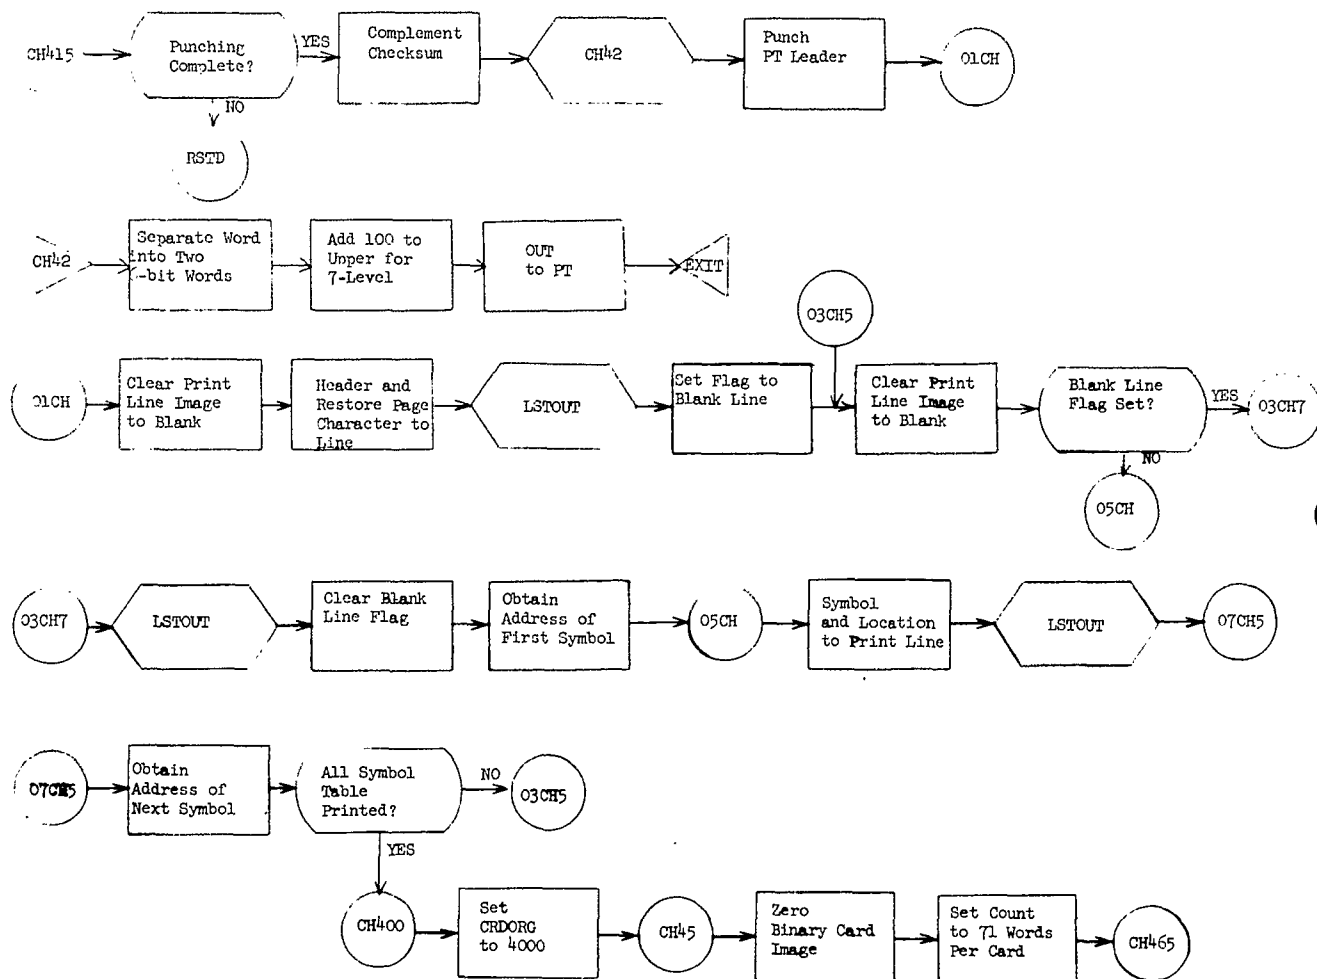 CH415
Punching
Complete?
YES
NO
RSTD
Complement
Checksum
CH42
Punch
PT Leader
01CH
CH42
Separate Word
into Two
-bit Words
Add 100 to
Upper for
7-Level
OUT
to PT
EXIT
03CH5
01CH
Clear Print
Line Image
to Blank
Header and
Restore Page
Character to
Line
LSTOUT
Set Flag to
Blank Line
Clear Print
Line Image
to Blank
Blank Line
Flag Set?
YES
03CH7
NO
05CH
03CH7
LSTOUT
Clear Blank
Line Flag
Obtain
Address of
First Symbol
05CH
Symbol
and Location
to Print Line
LSTOUT
07CH5
07CH5
Obtain
Address of
Next Symbol
All Symbol
Table
Printed?
NO
03CH5
YES
CH400
Set
CRDORG
to 4000
CH45
Zero
Binary Card
Image
Set Count
to 71 Words
Per Card
CH465